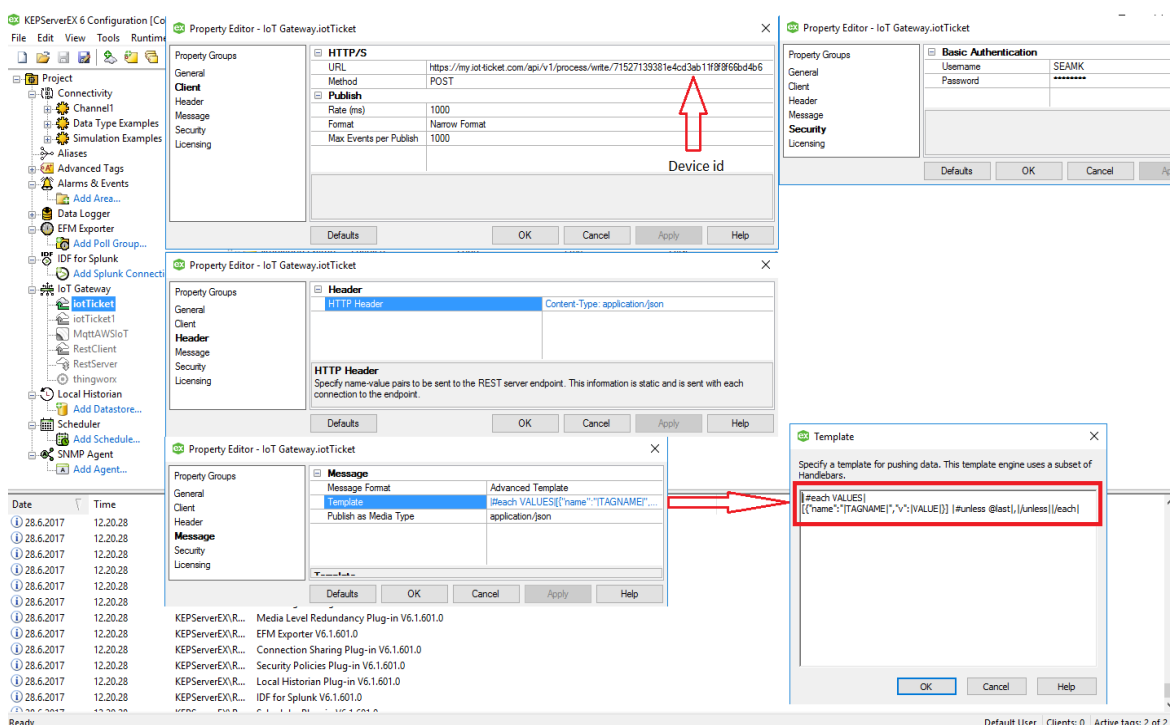 KEPServerEX 6 Configuration [Co
File Edit View Tools Runtime
Project
Connectivity
Channel1
Data Type Examples
Simulation Examples
Aliases
Advanced Tags
Alarms & Events
Add Area...
Data Logger
EFM Exporter
Add Poll Group...
IDF for Splunk
Add Splunk Connecti
IoT Gateway
iotTicket
iotTicket1
MqttAWSIoT
RestClient
RestServer
thingworx
Local Historian
Add Datastore...
Scheduler
Add Schedule...
SNMP Agent
Add Agent...
Property Editor - IoT Gateway.iotTicket
Property Groups
General
Client
Header
Message
Security
Licensing
HTTP/S
URL https://my.iot-ticket.com/api/v1/process/write/71527139381e4cd3ab11f8f8f66bd4b6
Method POST
Publish
Rate (ms) 1000
Format Narrow Format
Max Events per Publish 1000
Device id
Defaults OK Cancel Apply Help
Property Editor - IoT Gateway.iotTicket
Property Groups
General
Client
Header
Message
Security
Licensing
Basic Authentication
Username SEAMK
Password ********
Defaults OK Cancel Ap
Property Editor - IoT Gateway.iotTicket
Property Groups
General
Client
Header
Message
Security
Licensing
Header
HTTP Header Content-Type: application/json
HTTP Header
Specify name-value pairs to be sent to the REST server endpoint. This information is static and is sent with each
connection to the endpoint.
Defaults OK Cancel Apply Help
Property Editor - IoT Gateway.iotTicket
Property Groups
General
Client
Header
Message
Security
Licensing
Message
Message Format Advanced Template
Template |#each VALUES|[{"name":"|TAGNAME|",...
Publish as Media Type application/json
Template
Defaults OK Cancel Apply Help
Template
Specify a template for pushing data. This template engine uses a subset of
Handlebars.
|#each VALUES|
[{"name":"|TAGNAME|","v":|VALUE|}] |#unless @last|,|/unless||/each|
OK Cancel Help
Date Time
28.6.2017 12.20.28
28.6.2017 12.20.28
28.6.2017 12.20.28
28.6.2017 12.20.28
28.6.2017 12.20.28
28.6.2017 12.20.28
28.6.2017 12.20.28 KEPServerEX\R... Media Level Redundancy Plug-in V6.1.601.0
28.6.2017 12.20.28 KEPServerEX\R... EFM Exporter V6.1.601.0
28.6.2017 12.20.28 KEPServerEX\R... Connection Sharing Plug-in V6.1.601.0
28.6.2017 12.20.28 KEPServerEX\R... Security Policies Plug-in V6.1.601.0
28.6.2017 12.20.28 KEPServerEX\R... Local Historian Plug-in V6.1.601.0
28.6.2017 12.20.28 KEPServerEX\R... IDF for Splunk V6.1.601.0
Ready Default User Clients: 0 Active tags: 2 of 2